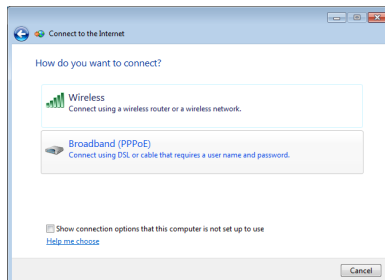 Connect to the Internet
How do you want to connect?
Wireless
Connect using a wireless router or a wireless network.
Broadband (PPPoE)
Connect using DSL or cable that requires a user name and password.
Show connection options that this computer is not set up to use
Help me choose
Cancel